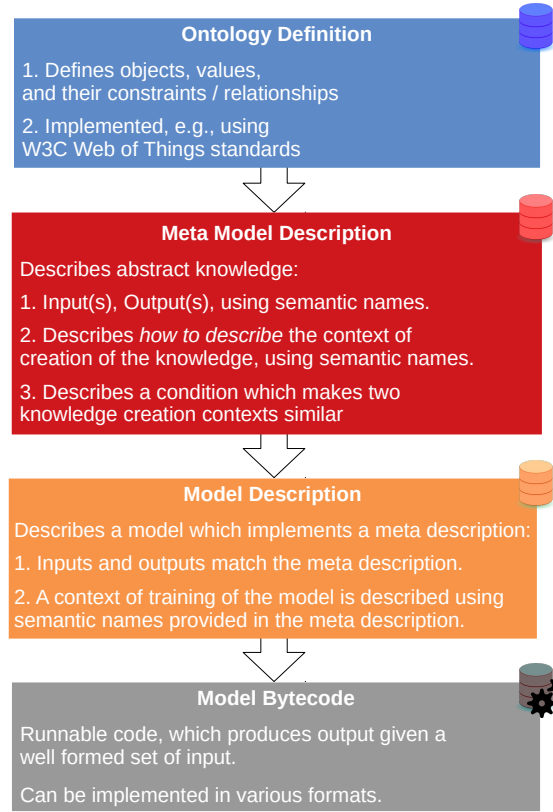 Ontology Definition
1. Defines objects, values,
and their constraints / relationships
2. Implemented, e.g., using
W3C Web of Things standards
Meta Model Description
Describes abstract knowledge:
1. Input(s), Output(s), using semantic names.
2. Describes how to describe the context of
creation of the knowledge, using semantic names.
3. Describes a condition which makes two
knowledge creation contexts similar
Model Description
Describes a model which implements a meta description:
1. Inputs and outputs match the meta description.
2. A context of training of the model is described using
semantic names provided in the meta description.
Model Bytecode
Runnable code, which produces output given a
well formed set of input.
Can be implemented in various formats.